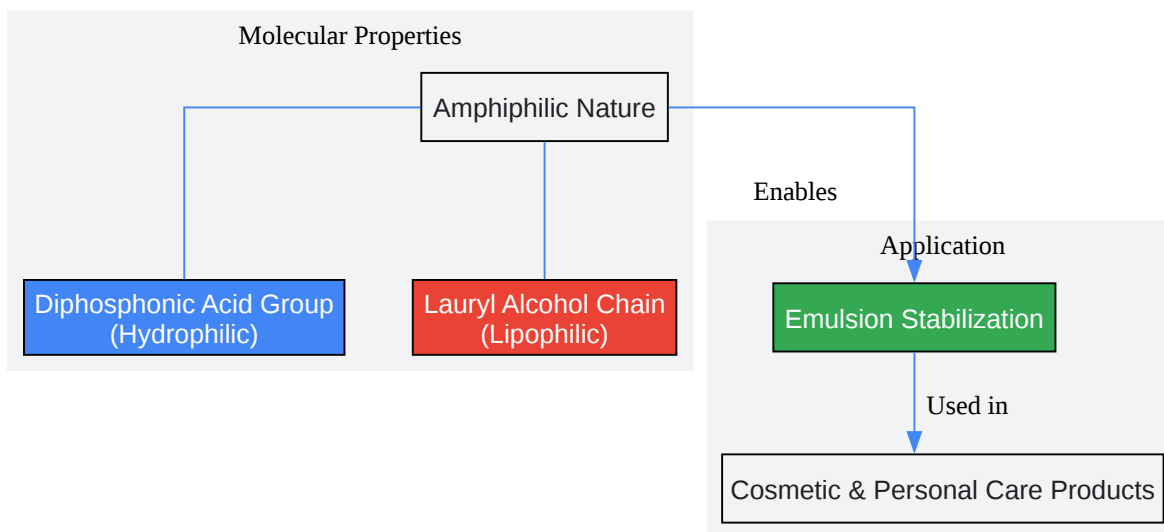 Molecular Properties
Amphiphilic Nature
Enables
Application
Diphosphonic Acid Group
(Hydrophilic)
Lauryl Alcohol Chain
(Lipophilic)
Emulsion Stabilization
Used in
Cosmetic & Personal Care Products